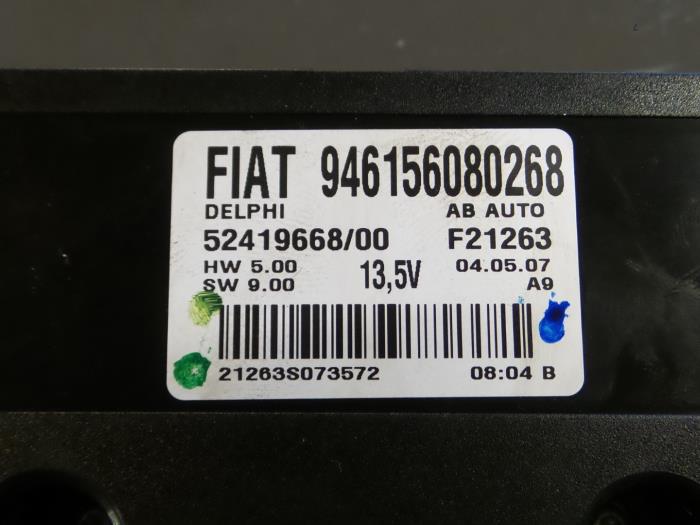 FIAT 946156080268
DELPHI AB AUTO
52419668/00 F21263
HW 5.00 13,5V 04.05.07
SW 9.00 A9
21263S073572 08:04 B